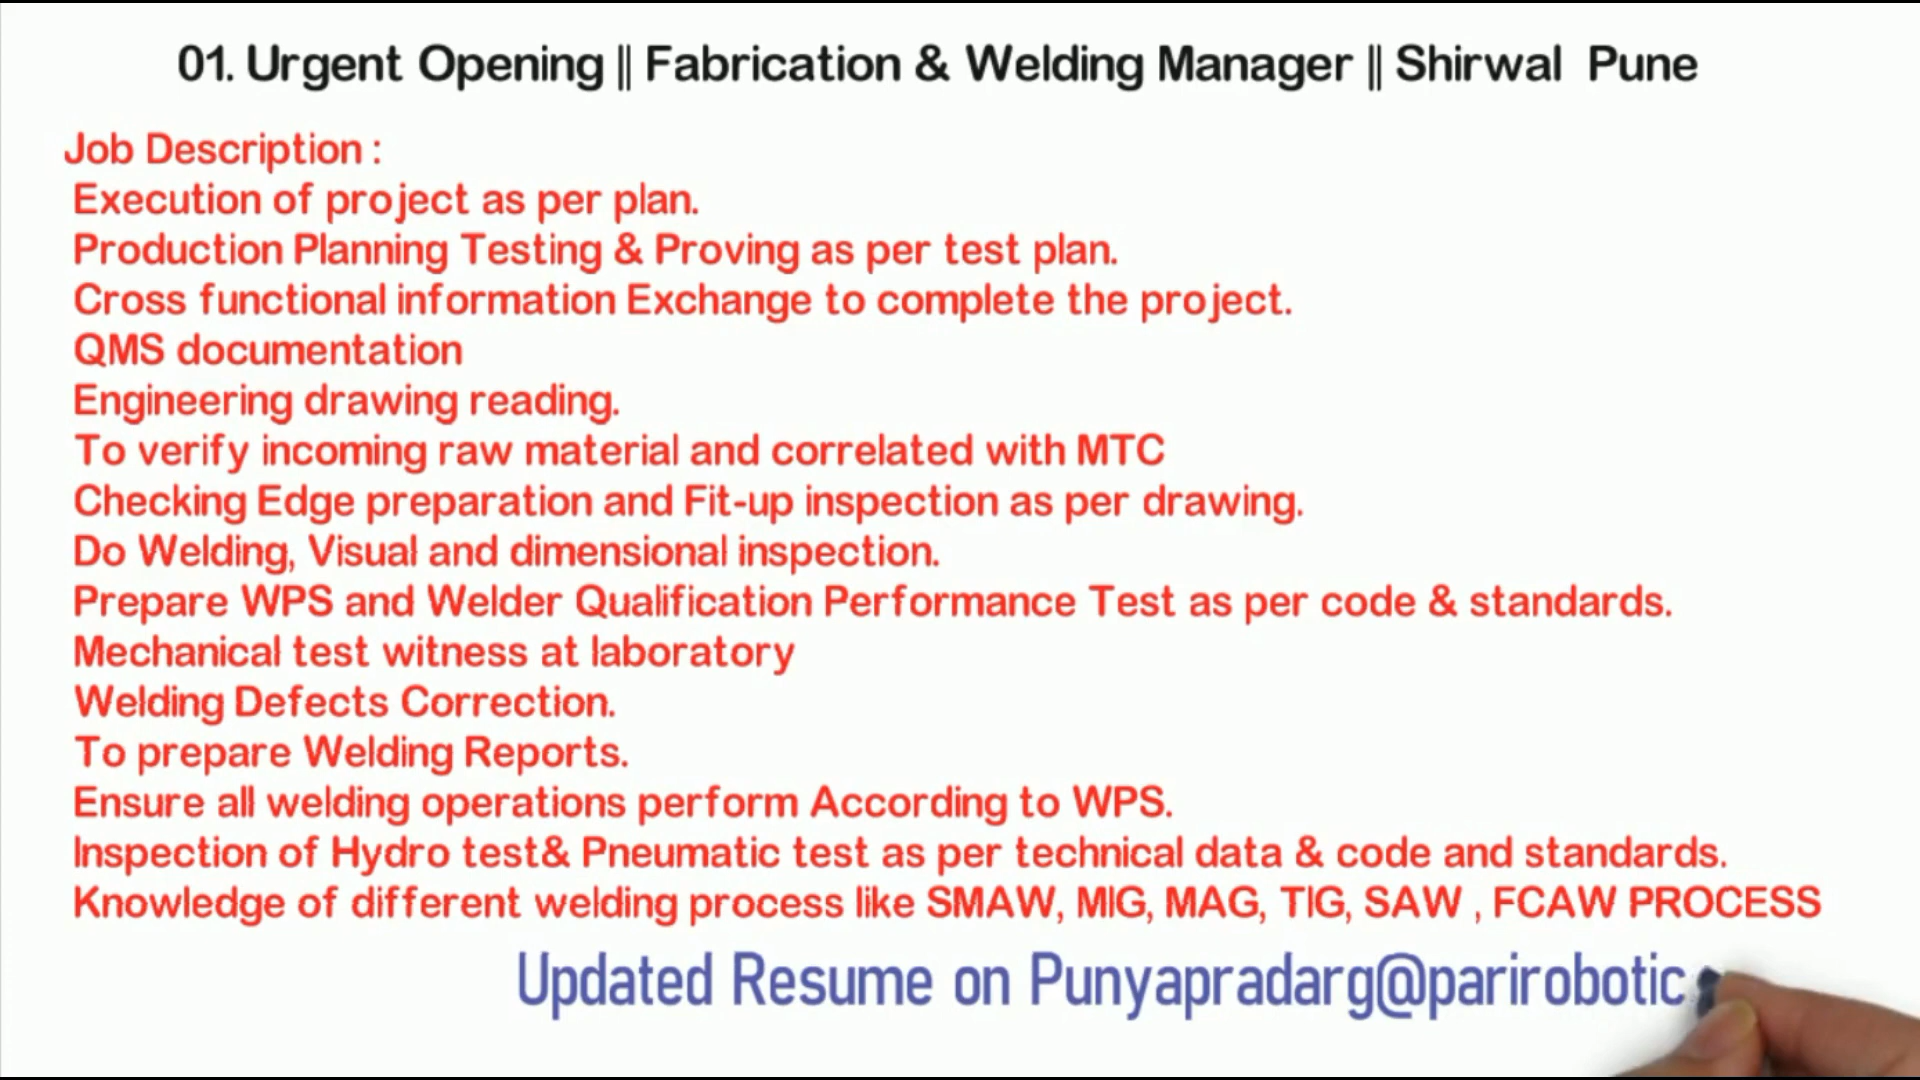 01. Urgent Opening || Fabrication & Welding Manager || Shirwal Pune
Job Description :
Execution of project as per plan.
Production Planning Testing & Proving as per test plan.
Cross functional information Exchange to complete the project.
QMS documentation
Engineering drawing reading.
To verify incoming raw material and correlated with MTC
Checking Edge preparation and Fit-up inspection as per drawing.
Do Welding, Visual and dimensional inspection.
Prepare WPS and Welder Qualification Performance Test as per code & standards.
Mechanical test witness at laboratory
Welding Defects Correction.
To prepare Welding Reports.
Ensure all welding operations perform According to WPS.
Inspection of Hydro test& Pneumatic test as per technical data & code and standards.
Knowledge of different welding process like SMAW, MIG, MAG, TIG, SAW , FCAW PROCESS
Updated Resume on Punyapradarg@parirobotic